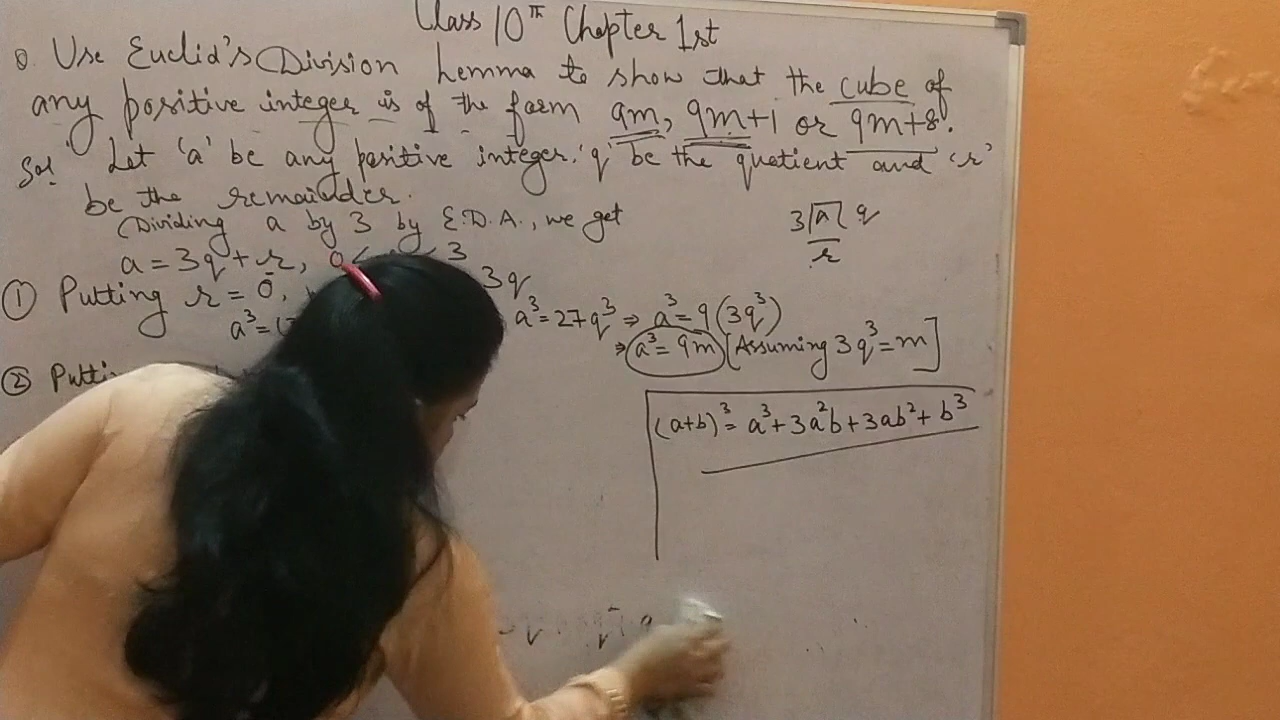 Class 10th Chapter 1st
Q. Use Euclid's Division Lemma to show that the cube of
any positive integer is of the form 9m, 9m+1 or 9m+8.
Sol. Let 'a' be any positive integer, 'q' be the quotient and 'r'
be the remainder.
Dividing a by 3 by E.D.A., we get
3 a q
r
a = 3q + r, 0 3
① Putting r = 0, 3q
a³ = a³ = 27q³ ⇒ a³ = 9(3q³)
⇒ a³ = 9m [Assuming 3q³ = m]
② Putti
(a+b)³ = a³ + 3a²b + 3ab² + b³